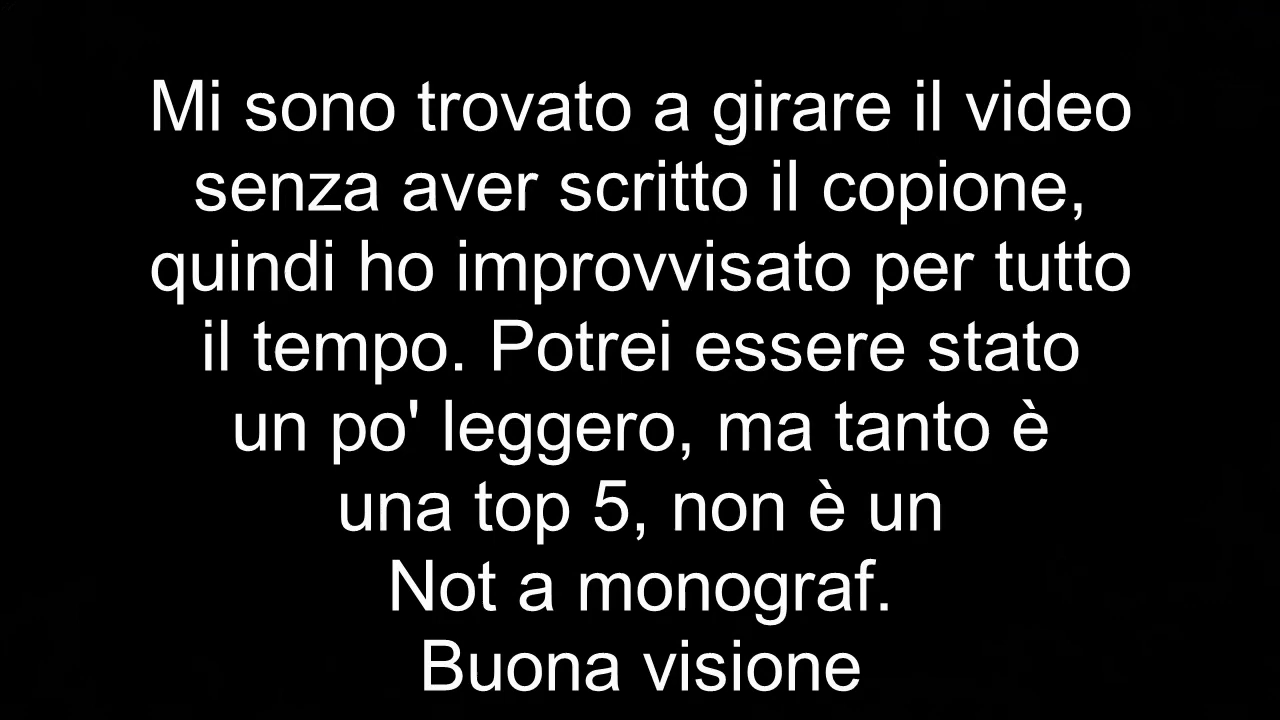 Mi sono trovato a girare il video
senza aver scritto il copione,
quindi ho improvvisato per tutto
il tempo. Potrei essere stato
un po' leggero, ma tanto è
una top 5, non è un
Not a monograf.
Buona visione